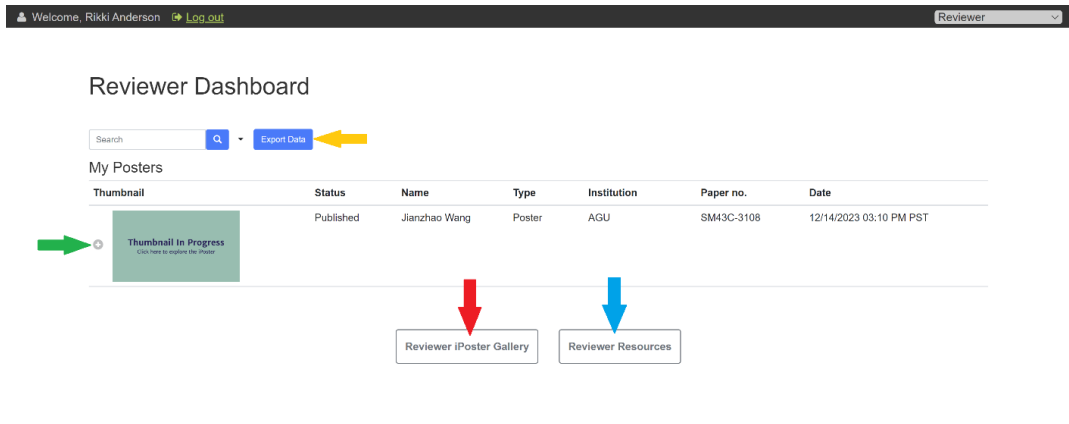 Welcome, Rikki Anderson Log out Reviewer
Reviewer Dashboard
Search Export Data
My Posters
Thumbnail Status Name Type Institution Paper no. Date
Published Jianzhao Wang Poster AGU SM43C-3108 12/14/2023 03:10 PM PST
Thumbnail In Progress
Click here to explore the iPoster
Reviewer iPoster Gallery Reviewer Resources